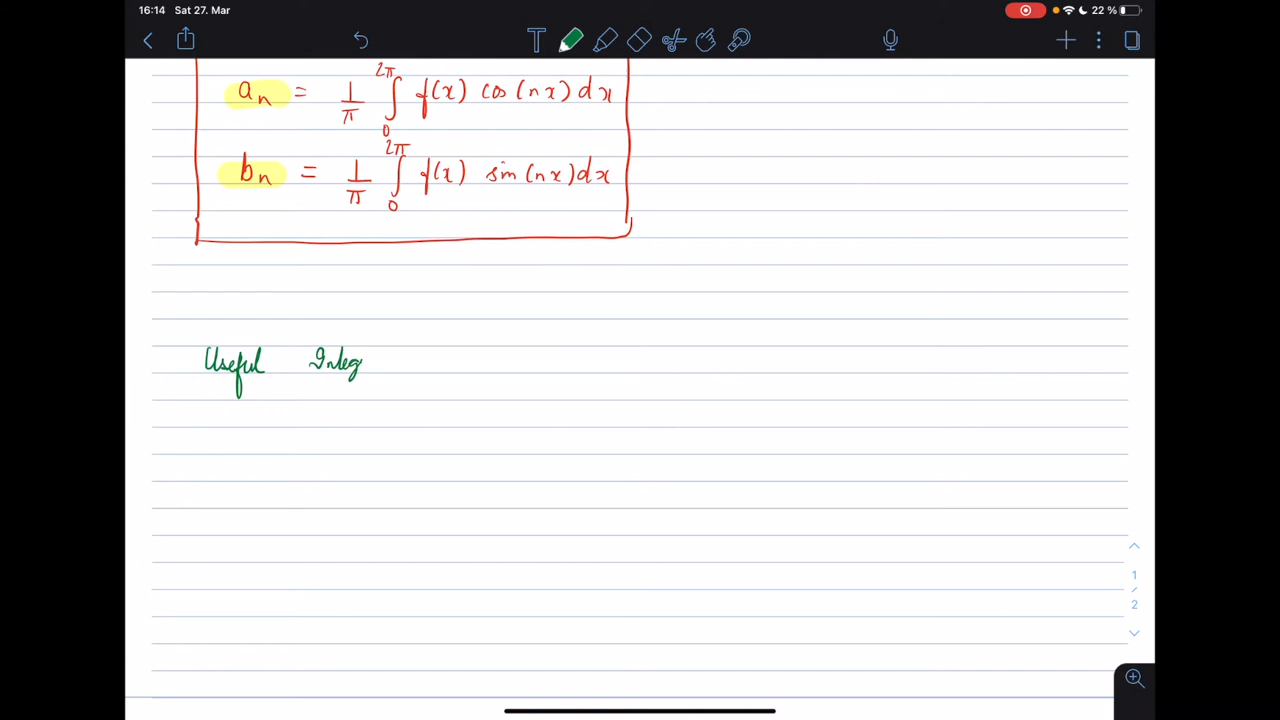 16:14 Sat 27. Mar 22 %
T
aₙ = 1/π ∫₀^2π f(x) cos(nx)dx
bₙ = 1/π ∫₀^2π f(x) sin(nx)dx
Useful Integ
1
/
2